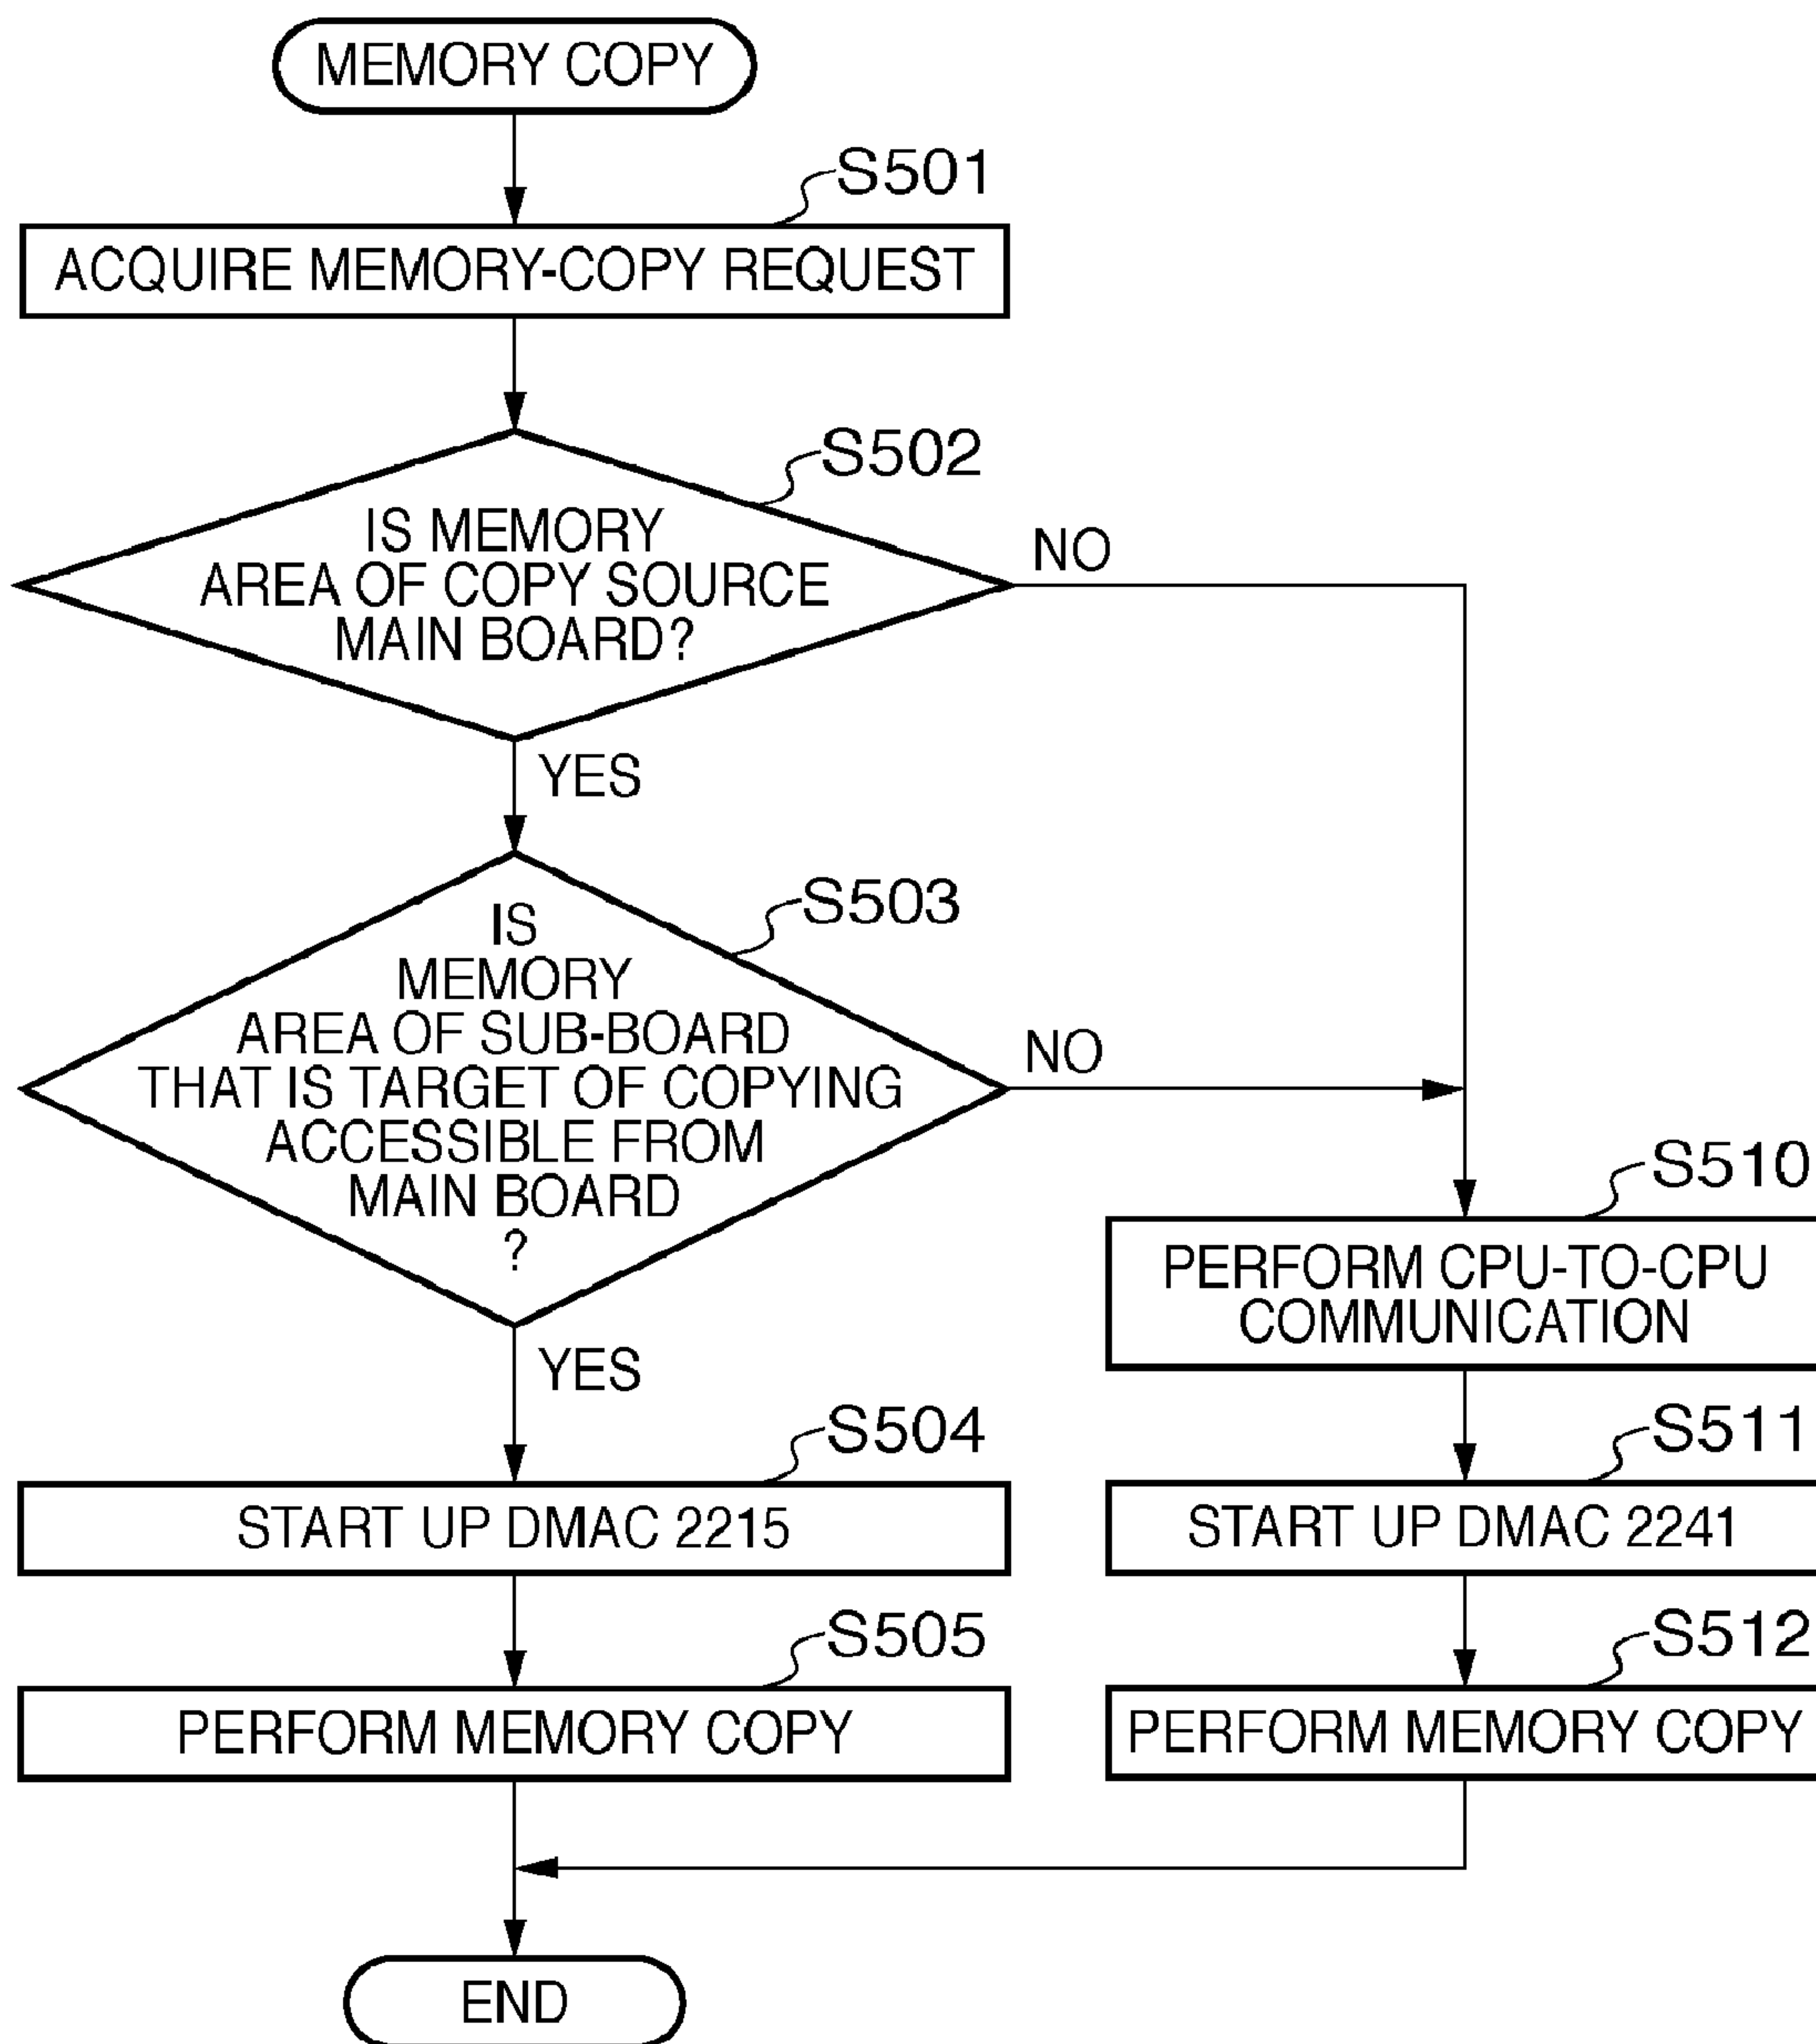 MEMORY COPY
S501
ACQUIRE MEMORY-COPY REQUEST
S502
IS MEMORY
AREA OF COPY SOURCE
MAIN BOARD?
NO
YES
S503
IS
MEMORY
AREA OF SUB-BOARD
THAT IS TARGET OF COPYING
ACCESSIBLE FROM
MAIN BOARD
?
NO
YES
S510
PERFORM CPU-TO-CPU
COMMUNICATION
S504
START UP DMAC 2215
S511
START UP DMAC 2241
S505
PERFORM MEMORY COPY
S512
PERFORM MEMORY COPY
END